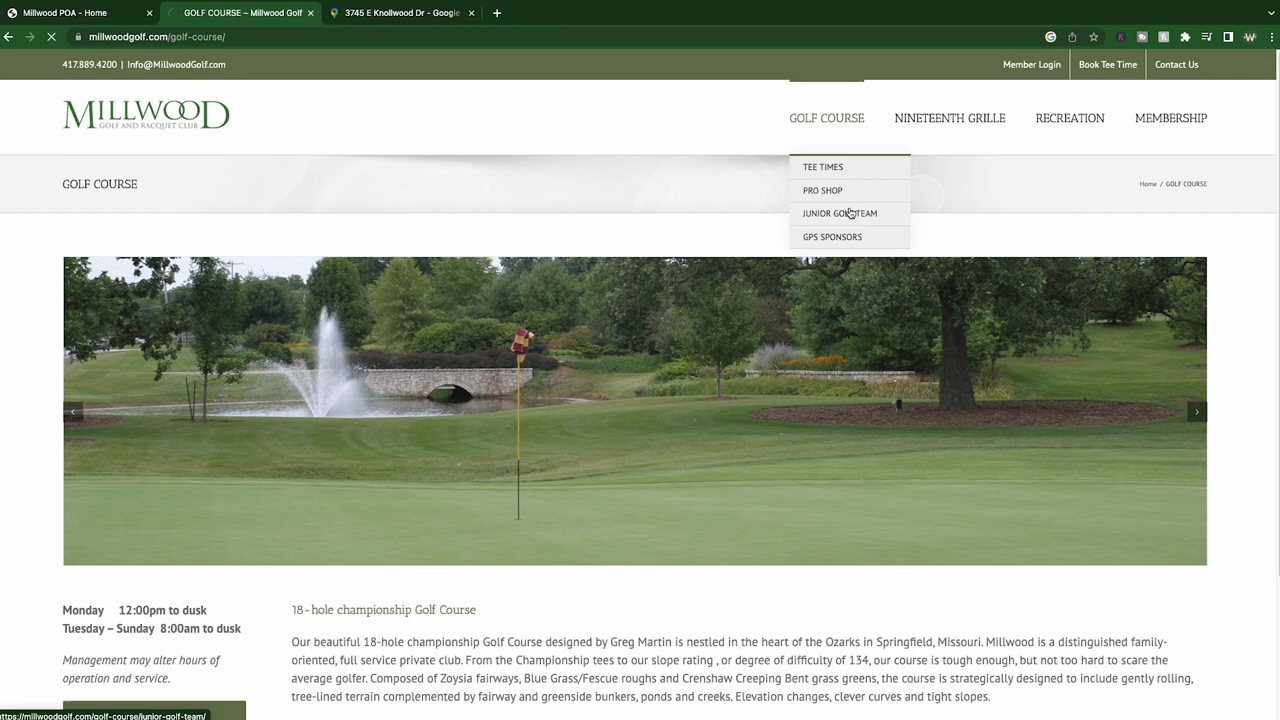 Millwood POA - Home
GOLF COURSE – Millwood Golf
3745 E Knollwood Dr - Google
millwoodgolf.com/golf-course/
417.889.4200 | Info@MillwoodGolf.com
Member Login
Book Tee Time
Contact Us
MILLWOOD
GOLF AND RACQUET CLUB
GOLF COURSE
NINETEENTH GRILLE
RECREATION
MEMBERSHIP
TEE TIMES
PRO SHOP
JUNIOR GOLF TEAM
GPS SPONSORS
GOLF COURSE
Home / GOLF COURSE
Monday 12:00pm to dusk
Tuesday – Sunday 8:00am to dusk
Management may alter hours of
operation and service.
18-hole championship Golf Course
Our beautiful 18-hole championship Golf Course designed by Greg Martin is nestled in the heart of the Ozarks in Springfield, Missouri. Millwood is a distinguished family-
oriented, full service private club. From the Championship tees to our slope rating , or degree of difficulty of 134, our course is tough enough, but not too hard to scare the
average golfer. Composed of Zoysia fairways, Blue Grass/Fescue roughs and Crenshaw Creeping Bent grass greens, the course is strategically designed to include gently rolling,
tree-lined terrain complemented by fairway and greenside bunkers, ponds and creeks. Elevation changes, clever curves and tight slopes.
https://millwoodgolf.com/golf-course/junior-golf-team/